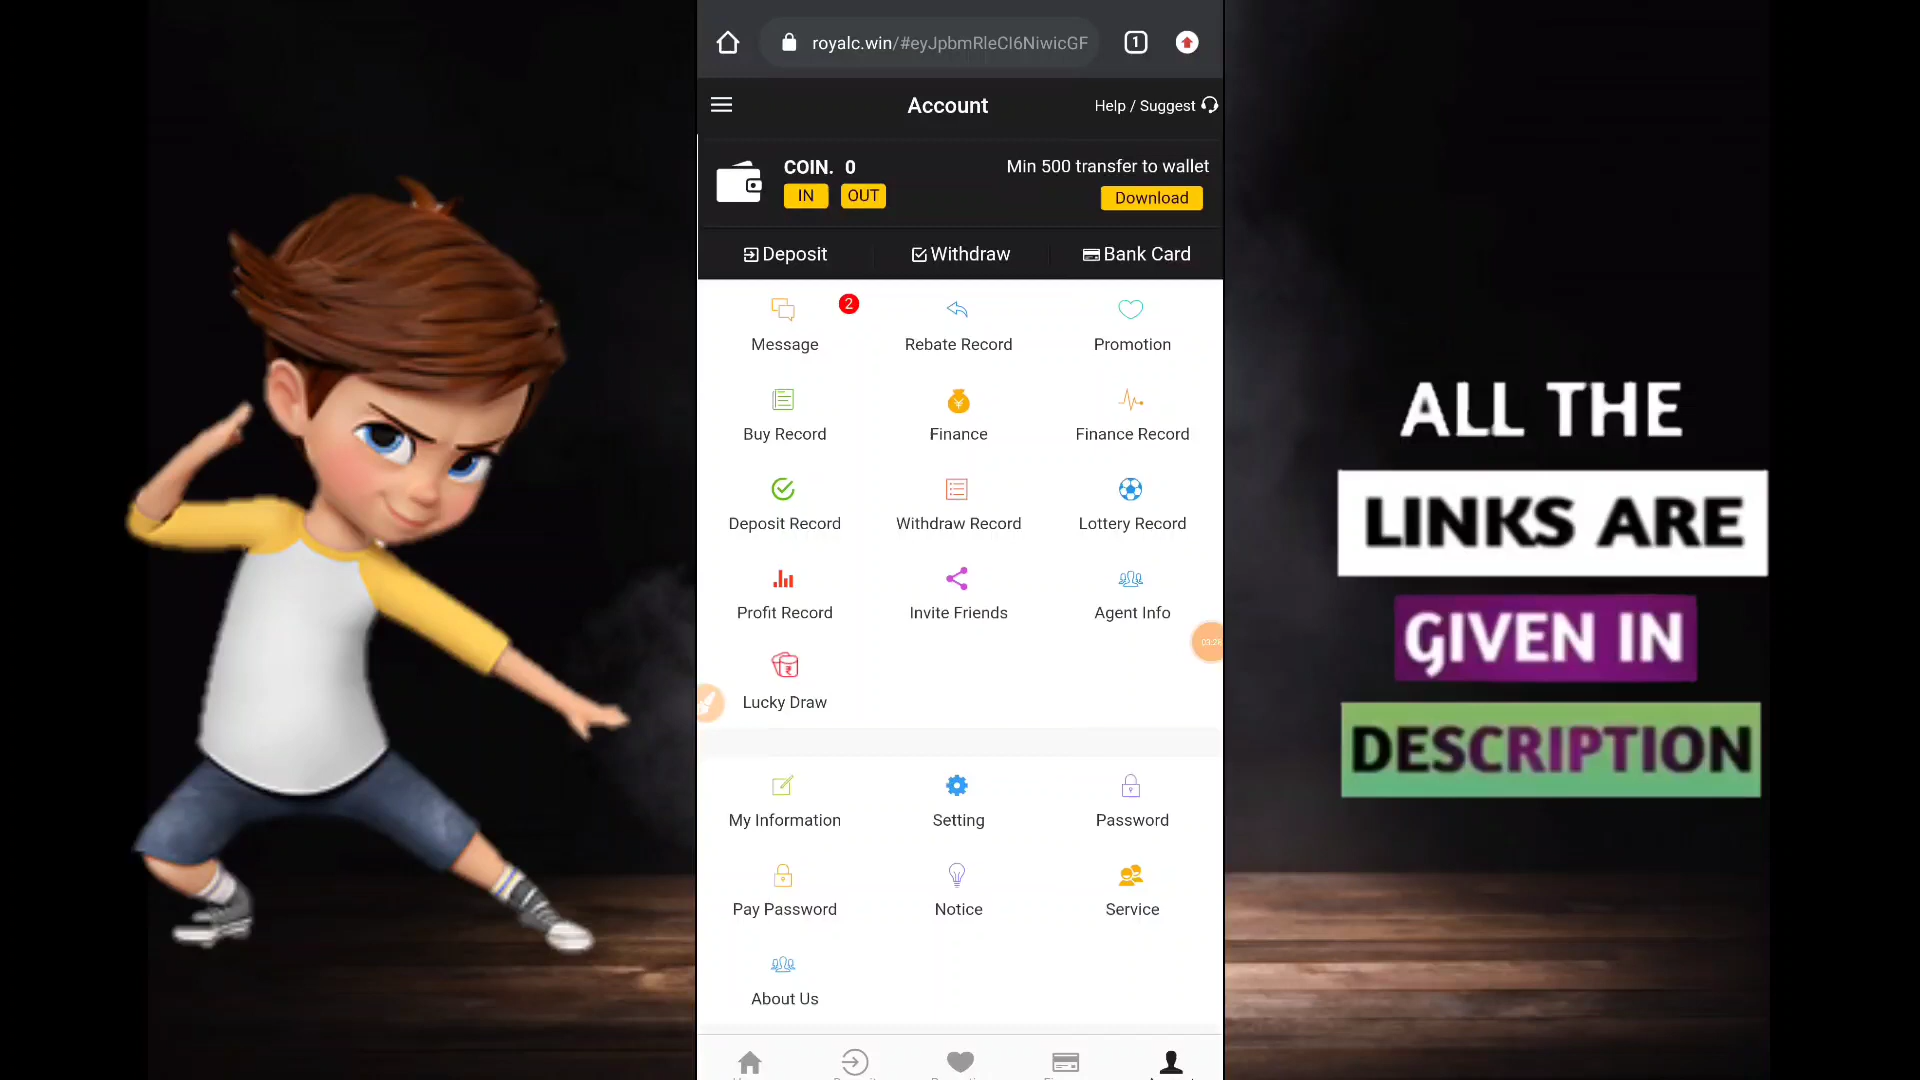 royalc.win/#eyJpbmRleCI6NiwicGF
1
Account
Help / Suggest
COIN. 0
Min 500 transfer to wallet
IN
OUT
Download
Deposit
Withdraw
Bank Card
2
Message
Rebate Record
Promotion
Buy Record
Finance
Finance Record
Deposit Record
Withdraw Record
Lottery Record
Profit Record
Invite Friends
Agent Info
Lucky Draw
My Information
Setting
Password
Pay Password
Notice
Service
About Us
ALL THE
LINKS ARE
GIVEN IN
DESCRIPTION